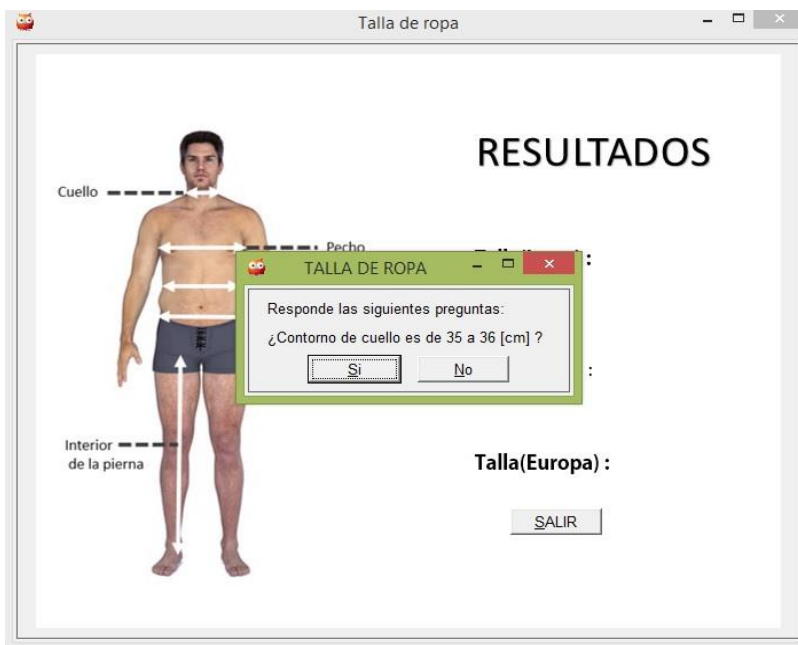 Talla de ropa
RESULTADOS
Cuello
Pecho
:
TALLA DE ROPA
Responde las siguientes preguntas:
¿Contorno de cuello es de 35 a 36 [cm] ?
Si
No
:
Interior
de la pierna
Talla(Europa) :
SALIR